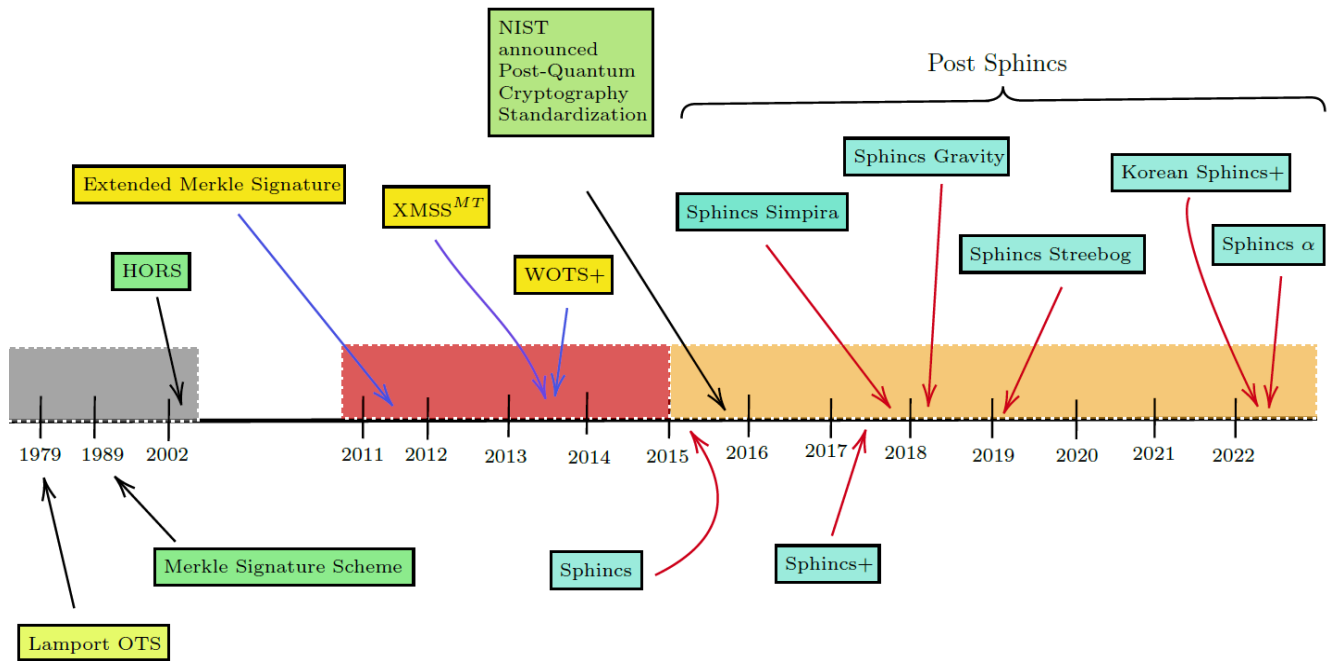 NIST
announced
Post-Quantum
Cryptography
Standardization
Post Sphincs
Sphincs Gravity
Extended Merkle Signature
Korean Sphincs+
XMSS^{MT}
Sphincs Simpira
Sphincs α
Sphincs Streebog
HORS
WOTS+
1979
1989
2002
2011
2012
2013
2014
2015
2016
2017
2018
2019
2020
2021
2022
Merkle Signature Scheme
Sphincs
Sphincs+
Lamport OTS